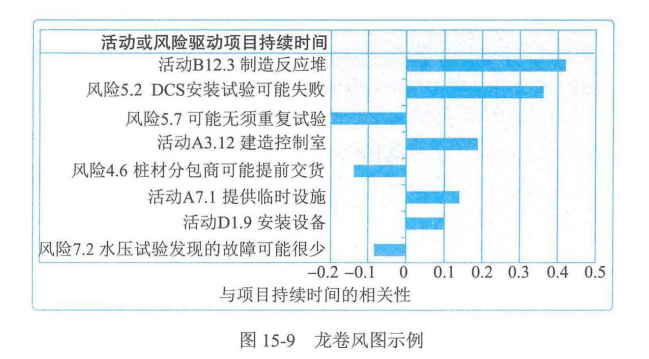 活动或风险驱动项目持续时间
活动B12.3 制造反应堆
风险5.2 DCS安装试验可能失败
风险5.7 可能无须重复试验
活动A3.12 建造控制室
风险4.6 桩材分包商可能提前交货
活动A7.1 提供临时设施
活动D1.9 安装设备
风险7.2 水压试验发现的故障可能很少
−0.2 −0.1 0 0.1 0.2 0.3 0.4 0.5
与项目持续时间的相关性
图 15-9 龙卷风图示例